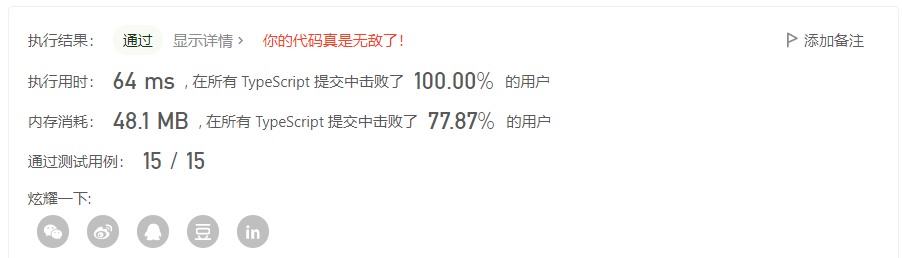 执行结果： 通过 显示详情 > 你的代码真是无敌了! 添加备注
执行用时： 64 ms , 在所有 TypeScript 提交中击败了 100.00% 的用户
内存消耗： 48.1 MB , 在所有 TypeScript 提交中击败了 77.87% 的用户
通过测试用例： 15 / 15
炫耀一下:
豆 in